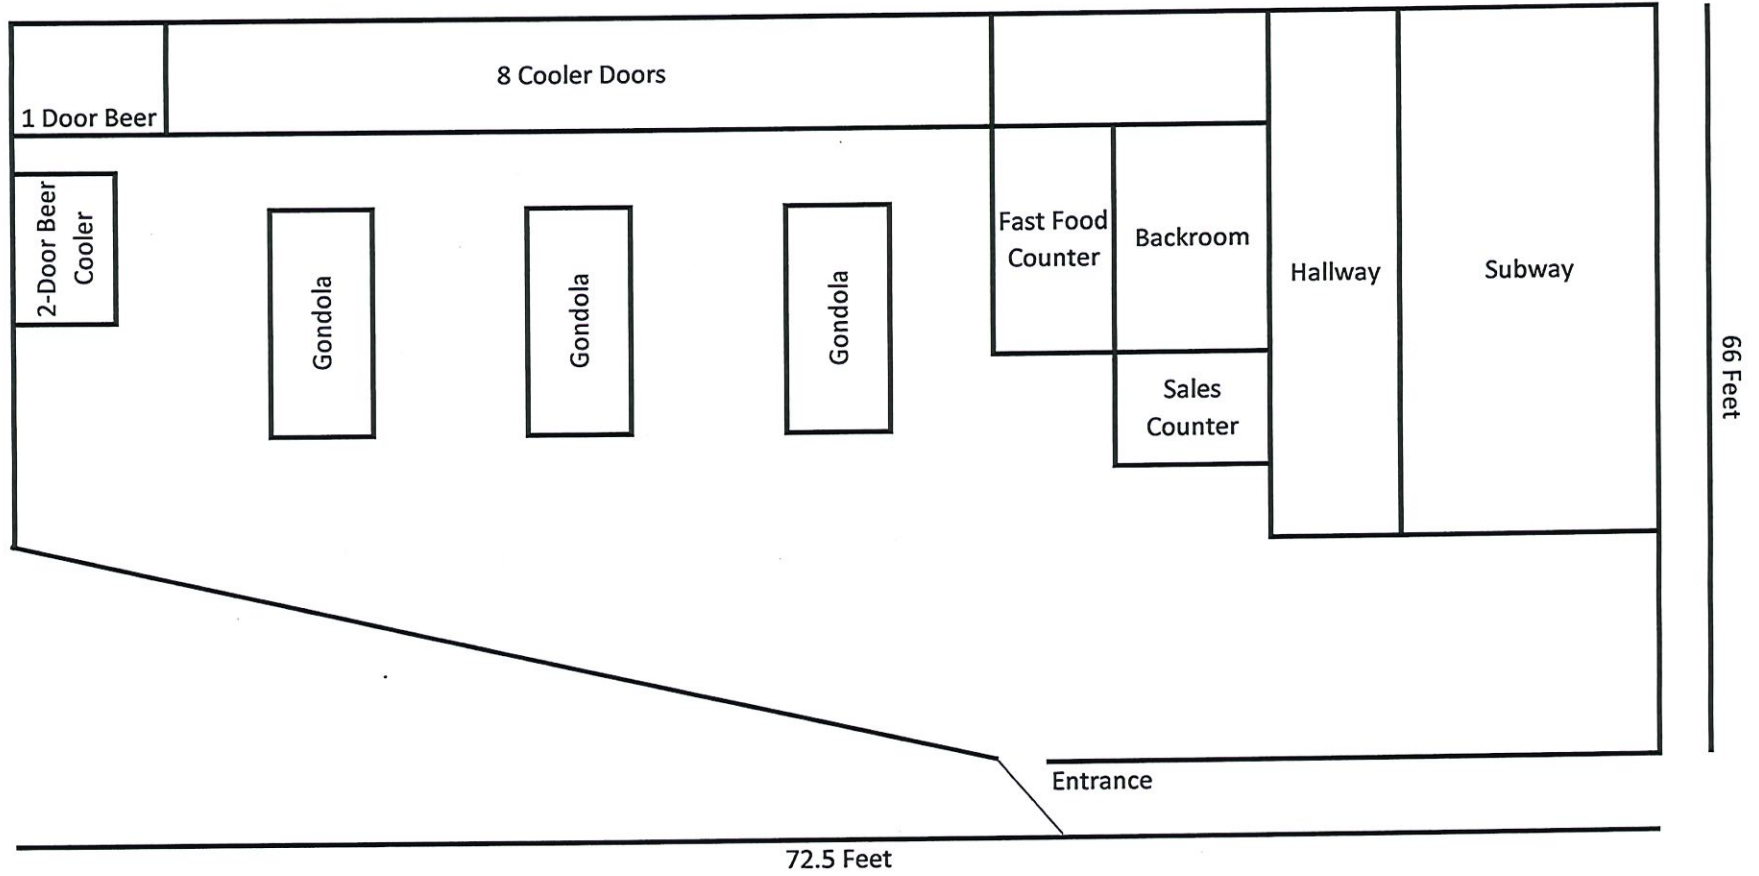 8 Cooler Doors
1 Door Beer
2-Door Beer
Cooler
Gondola
Gondola
Gondola
Fast Food
Counter
Backroom
Hallway
Subway
Sales
Counter
66 Feet
Entrance
72.5 Feet